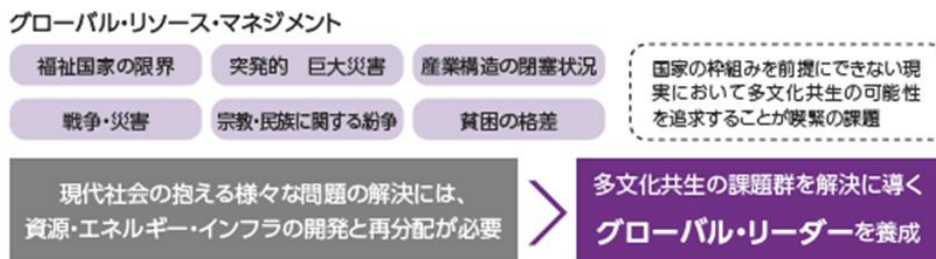 グローバル・リソース・マネジメント
福祉国家の限界
突発的 巨大災害
産業構造の閉塞状況
戦争・災害
宗教・民族に関する紛争
貧困の格差
国家の枠組みを前提にできない現
実において多文化共生の可能性
を追求することが喫緊の課題
現代社会の抱える様々な問題の解決には、
資源・エネルギー・インフラの開発と再分配が必要
多文化共生の課題群を解決に導く
グローバル・リーダーを養成